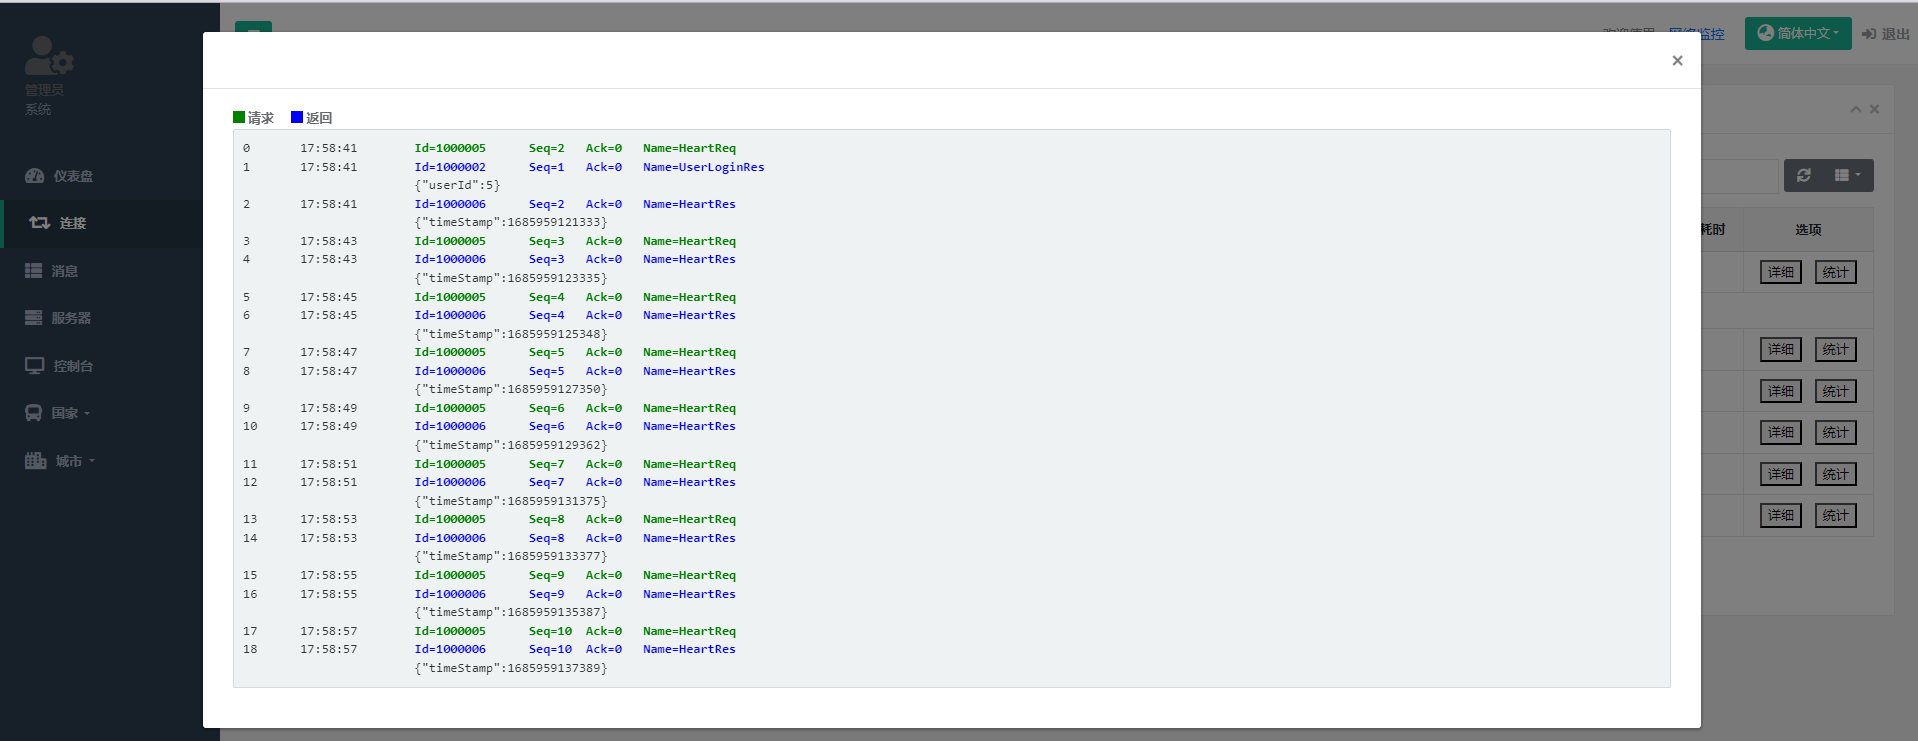 管理员
系统
仪表盘
连接
消息
服务器
控制台
国家
城市
网络监控
简体中文
退出
×
请求 返回
0 17:58:41 Id=1000005 Seq=2 Ack=0 Name=HeartReq
1 17:58:41 Id=1000002 Seq=1 Ack=0 Name=UserLoginRes
{"userId":5}
2 17:58:41 Id=1000006 Seq=2 Ack=0 Name=HeartRes
{"timeStamp":1685959121333}
3 17:58:43 Id=1000005 Seq=3 Ack=0 Name=HeartReq
4 17:58:43 Id=1000006 Seq=3 Ack=0 Name=HeartRes
{"timeStamp":1685959123335}
5 17:58:45 Id=1000005 Seq=4 Ack=0 Name=HeartReq
6 17:58:45 Id=1000006 Seq=4 Ack=0 Name=HeartRes
{"timeStamp":1685959125348}
7 17:58:47 Id=1000005 Seq=5 Ack=0 Name=HeartReq
8 17:58:47 Id=1000006 Seq=5 Ack=0 Name=HeartRes
{"timeStamp":1685959127350}
9 17:58:49 Id=1000005 Seq=6 Ack=0 Name=HeartReq
10 17:58:49 Id=1000006 Seq=6 Ack=0 Name=HeartRes
{"timeStamp":1685959129362}
11 17:58:51 Id=1000005 Seq=7 Ack=0 Name=HeartReq
12 17:58:51 Id=1000006 Seq=7 Ack=0 Name=HeartRes
{"timeStamp":1685959131375}
13 17:58:53 Id=1000005 Seq=8 Ack=0 Name=HeartReq
14 17:58:53 Id=1000006 Seq=8 Ack=0 Name=HeartRes
{"timeStamp":1685959133377}
15 17:58:55 Id=1000005 Seq=9 Ack=0 Name=HeartReq
16 17:58:55 Id=1000006 Seq=9 Ack=0 Name=HeartRes
{"timeStamp":1685959135387}
17 17:58:57 Id=1000005 Seq=10 Ack=0 Name=HeartReq
18 17:58:57 Id=1000006 Seq=10 Ack=0 Name=HeartRes
{"timeStamp":1685959137389}
耗时 选项
详细 统计
详细 统计
详细 统计
详细 统计
详细 统计
详细 统计